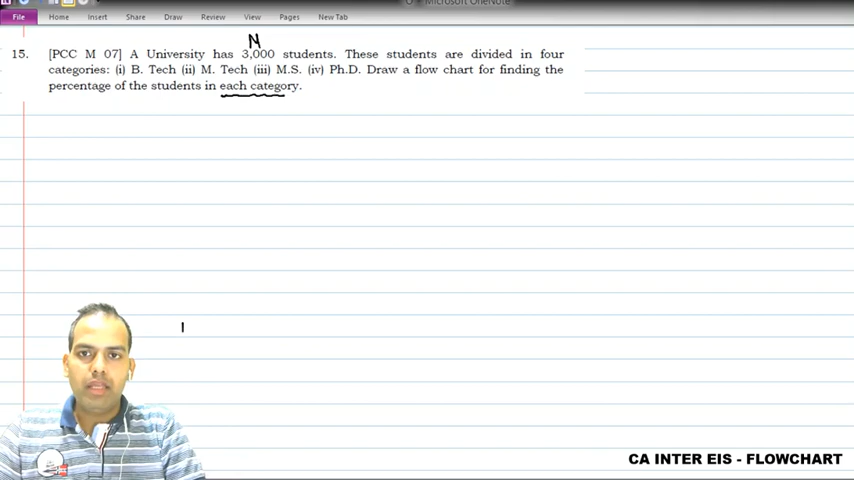 Microsoft OneNote
File Home Insert Share Draw Review View Pages New Tab
N
15. [PCC M 07] A University has 3,000 students. These students are divided in four
categories: (i) B. Tech (ii) M. Tech (iii) M.S. (iv) Ph.D. Draw a flow chart for finding the
percentage of the students in each category.
CA INTER EIS - FLOWCHART